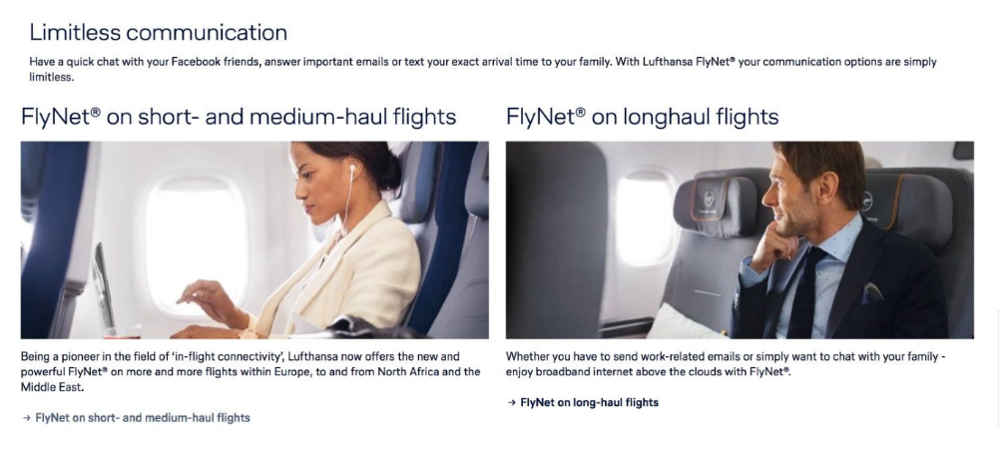 Limitless communication
Have a quick chat with your Facebook friends, answer important emails or text your exact arrival time to your family. With Lufthansa FlyNet® your communication options are simply
limitless.
FlyNet® on short- and medium-haul flights
Being a pioneer in the field of 'in-flight connectivity', Lufthansa now offers the new and
powerful FlyNet® on more and more flights within Europe, to and from North Africa and the
Middle East.
→ FlyNet on short- and medium-haul flights
FlyNet® on longhaul flights
Whether you have to send work-related emails or simply want to chat with your family -
enjoy broadband internet above the clouds with FlyNet®.
→ FlyNet on long-haul flights